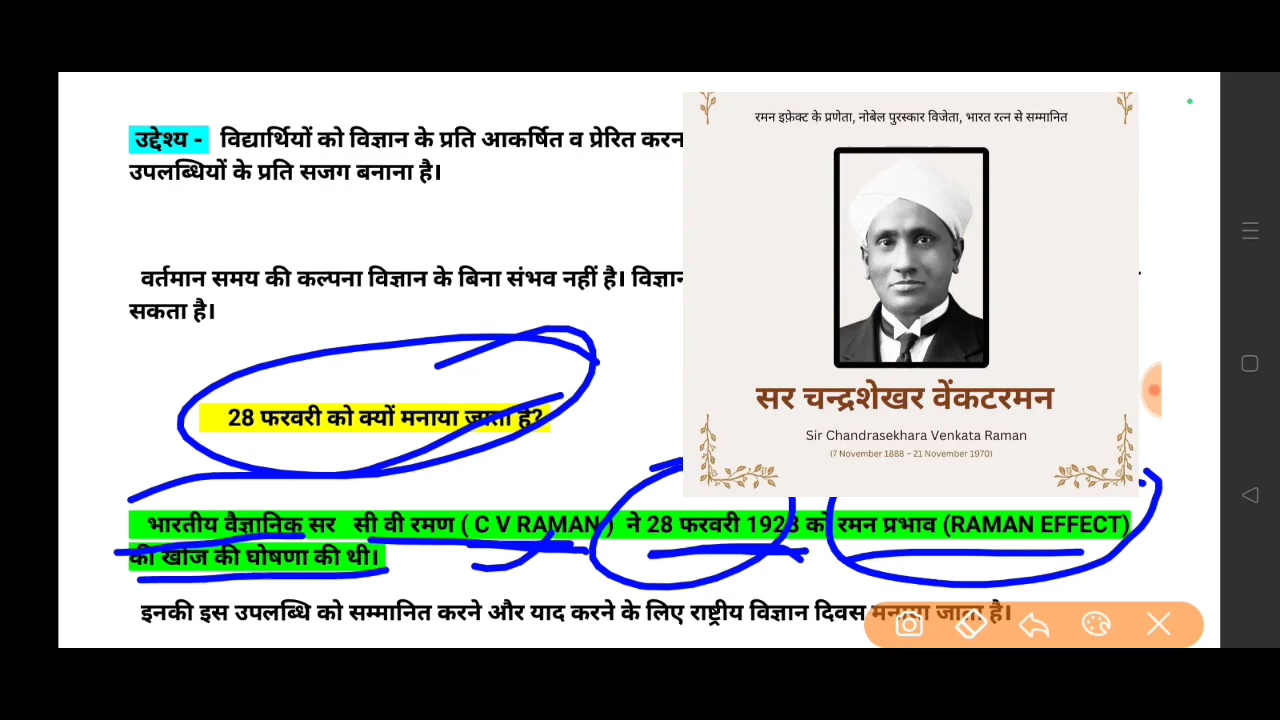 उद्देश्य - विद्यार्थियों को विज्ञान के प्रति आकर्षित व प्रेरित करन
उपलब्धियों के प्रति सजग बनाना है।
वर्तमान समय की कल्पना विज्ञान के बिना संभव नहीं है। विज्ञान
सकता है।
28 फरवरी को क्यों मनाया जाता है?
रमन इफ़ेक्ट के प्रणेता, नोबेल पुरस्कार विजेता, भारत रत्न से सम्मानित
सर चन्द्रशेखर वेंकटरमन
Sir Chandrasekhara Venkata Raman
(7 November 1888 – 21 November 1970)
भारतीय वैज्ञानिक सर सी वी रमण ( C V RAMAN ) ने 28 फरवरी 1928 को रमन प्रभाव (RAMAN EFFECT)
की खोज की घोषणा की थी।
इनकी इस उपलब्धि को सम्मानित करने और याद करने के लिए राष्ट्रीय विज्ञान दिवस मनाया जाता है।